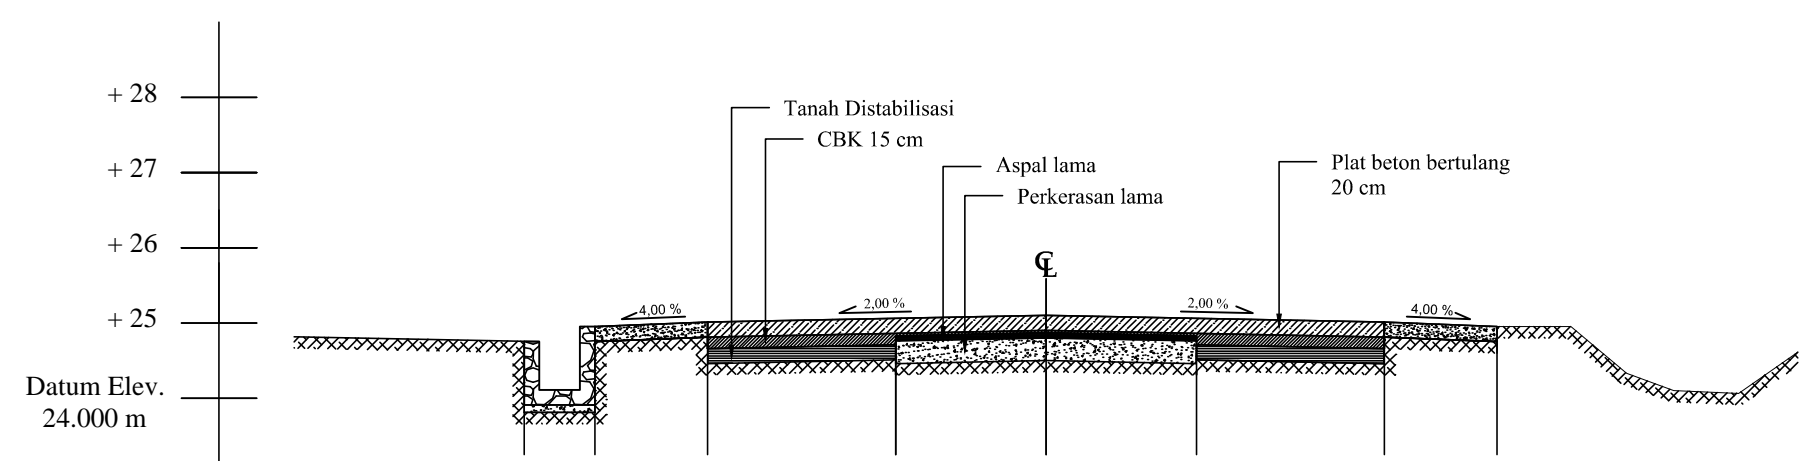 + 28
+ 27
+ 26
+ 25
Datum Elev.
24.000 m
Tanah Distabilisasi
CBK 15 cm
Aspal lama
Perkerasan lama
Plat beton bertulang
20 cm
CL
4,00 %
2,00 %
2,00 %
4,00 %